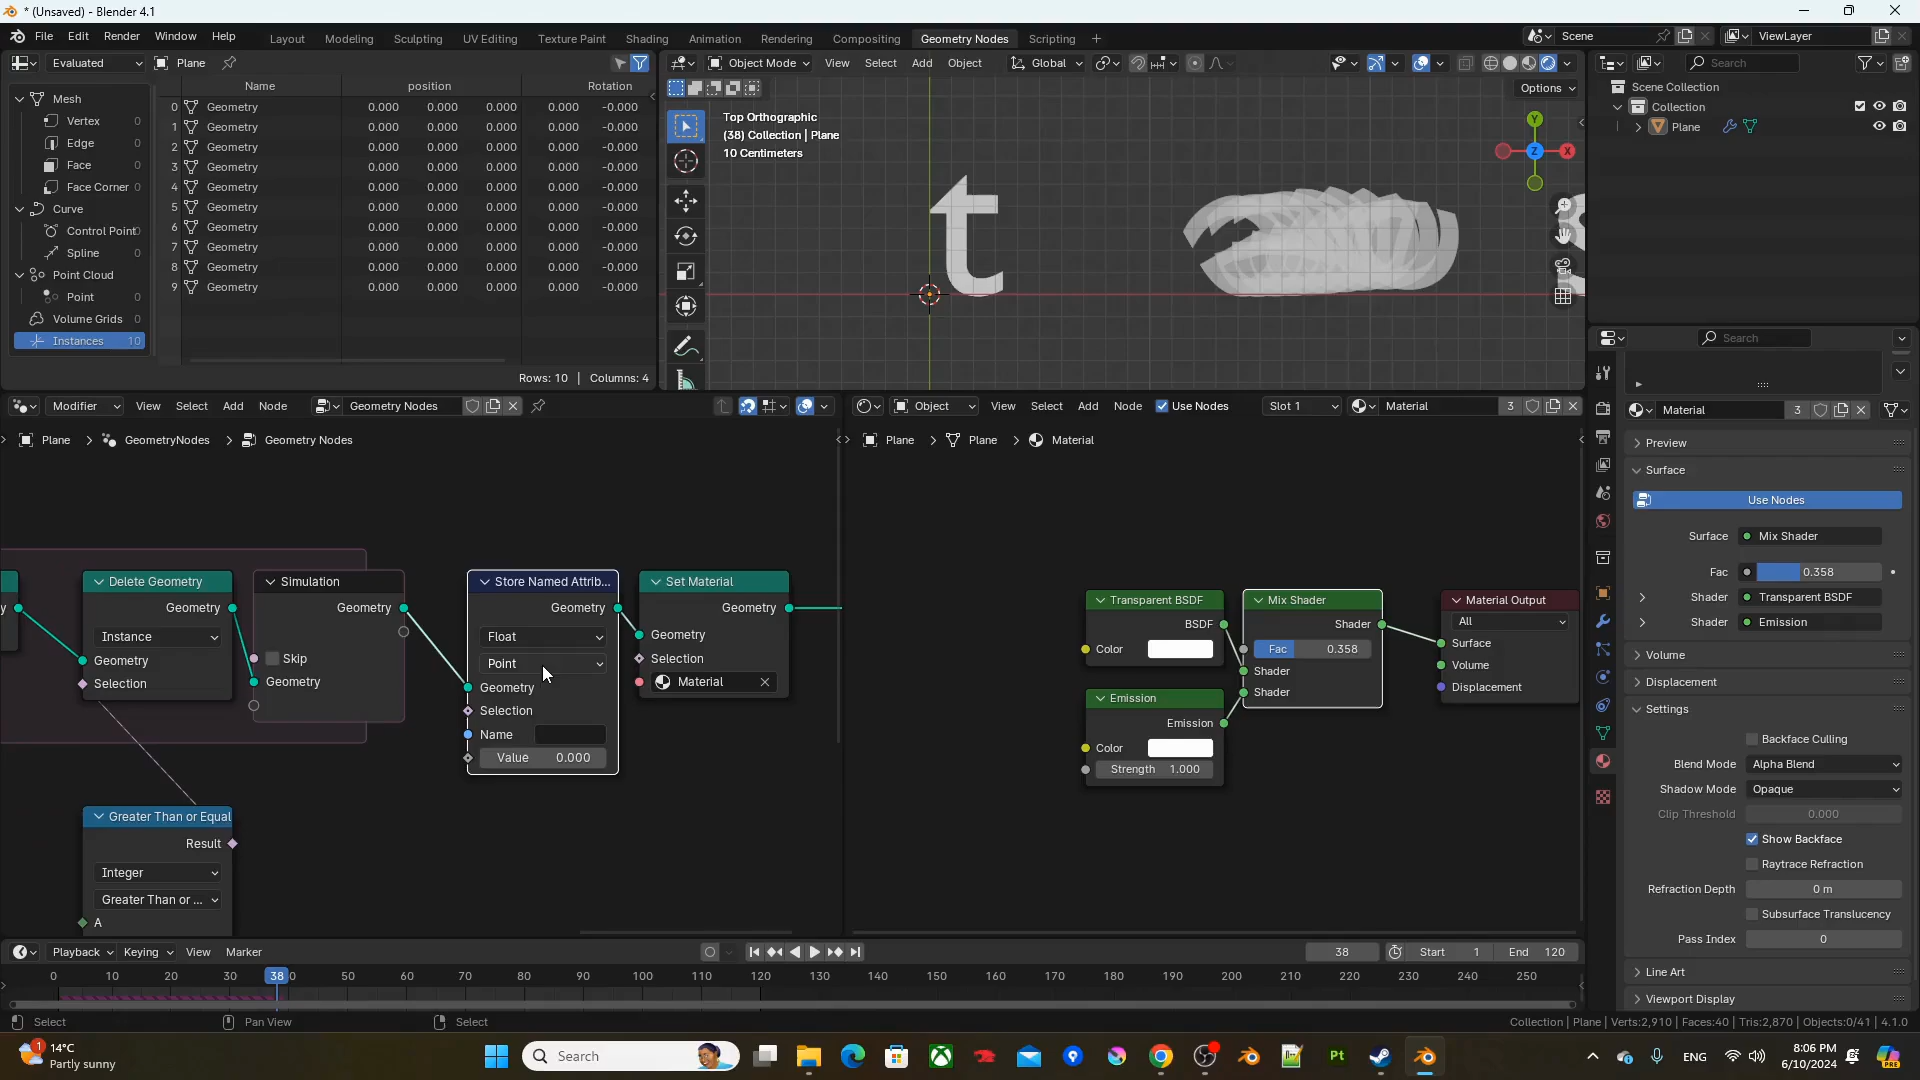 * (Unsaved) - Blender 4.1
File Edit Render Window Help Layout Modeling Sculpting UV Editing Texture Paint Shading Animation Rendering Compositing Geometry Nodes Scripting + Scene ViewLayer
Evaluated Plane
Object Mode View Select Add Object Global
Search
Name position Rotation
Options
Scene Collection
Mesh
Vertex 0
Edge 0
Face 0
Face Corner 0
Curve
Control Point
Spline 0
Point Cloud
Point 0
Volume Grids 0
Instances 10
0 Geometry 0.000 0.000 0.000 0.000 -0.000
1 Geometry 0.000 0.000 0.000 0.000 -0.000
2 Geometry 0.000 0.000 0.000 0.000 -0.000
3 Geometry 0.000 0.000 0.000 0.000 -0.000
4 Geometry 0.000 0.000 0.000 0.000 -0.000
5 Geometry 0.000 0.000 0.000 0.000 -0.000
6 Geometry 0.000 0.000 0.000 0.000 -0.000
7 Geometry 0.000 0.000 0.000 0.000 -0.000
8 Geometry 0.000 0.000 0.000 0.000 -0.000
9 Geometry 0.000 0.000 0.000 0.000 -0.000
Rows: 10 | Columns: 4
Top Orthographic
(38) Collection | Plane
10 Centimeters
Y
Z
X
t
Collection
Plane
Search
Modifier View Select Add Node Geometry Nodes
Plane > GeometryNodes > Geometry Nodes
Delete Geometry
Geometry
Instance
Geometry
Selection
Simulation
Geometry
Skip
Geometry
Store Named Attrib...
Geometry
Float
Point
Geometry
Selection
Name
Value 0.000
Set Material
Geometry
Geometry
Selection
Material
Greater Than or Equal
Result
Integer
Greater Than or ...
A
Object View Select Add Node Use Nodes Slot 1 Material 3
Plane > Plane > Material
Transparent BSDF
BSDF
Color
Emission
Emission
Color
Strength 1.000
Mix Shader
Shader
Fac 0.358
Shader
Shader
Material Output
All
Surface
Volume
Displacement
Material 3
Preview
Surface
Use Nodes
Surface Mix Shader
Fac 0.358
Shader Transparent BSDF
Shader Emission
Volume
Displacement
Settings
Backface Culling
Blend Mode Alpha Blend
Shadow Mode Opaque
Clip Threshold 0.000
Show Backface
Raytrace Refraction
Refraction Depth 0 m
Subsurface Translucency
Pass Index 0
Line Art
Viewport Display
Playback Keying View Marker 38 Start 1 End 120
0 10 20 30 38 50 60 70 80 90 100 110 120 130 140 150 160 170 180 190 200 210 220 230 240 250
Select Pan View Select
Collection | Plane | Verts:2,910 | Faces:40 | Tris:2,870 | Objects:0/41 | 4.1.0
1
14°C
Partly sunny
Search
Pt
ENG
8:06 PM
6/10/2024
PRE